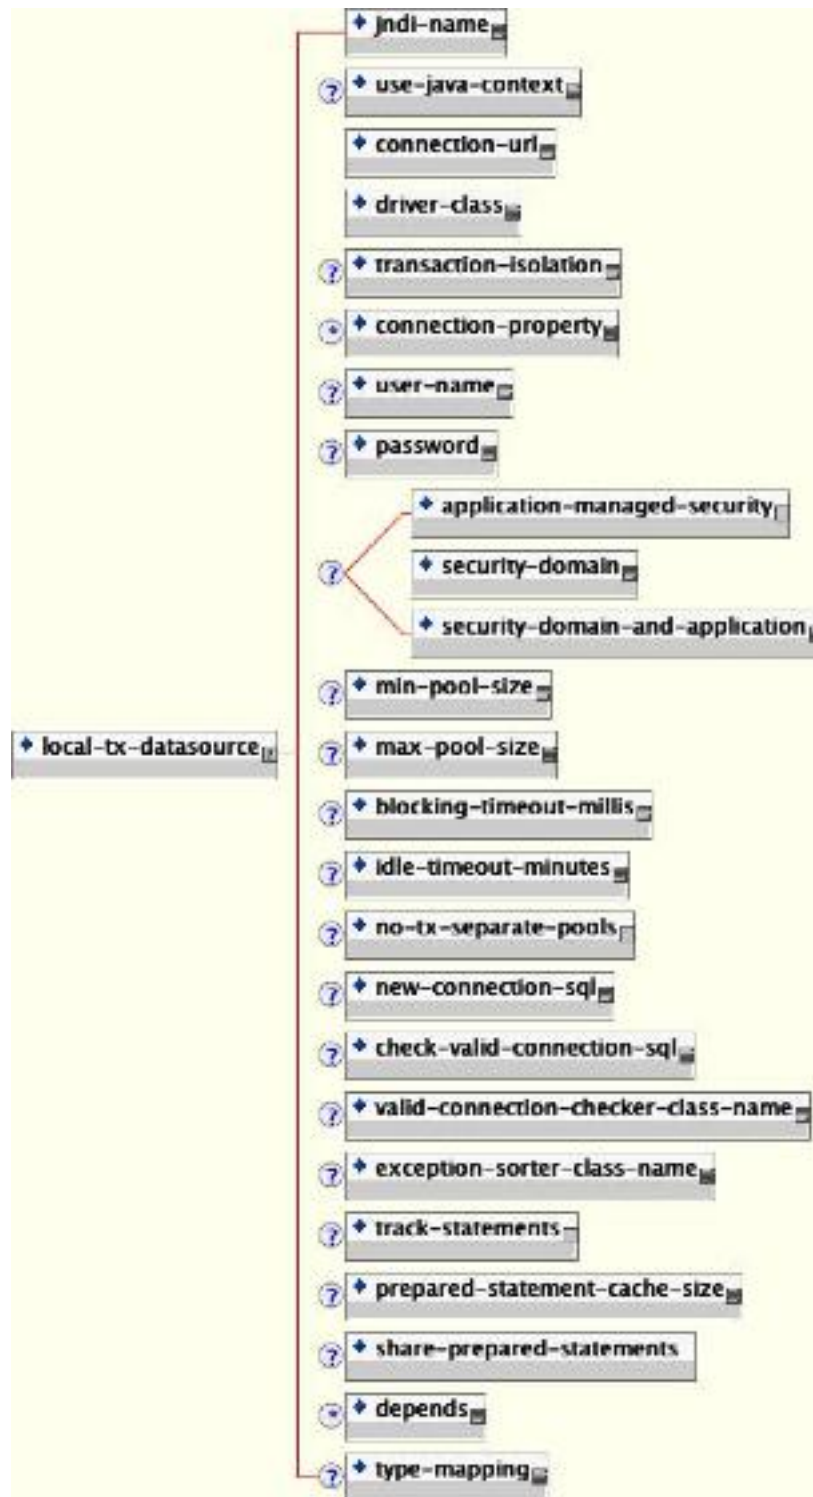 jndi-name
? use-java-context
connection-url
driver-class
? transaction-isolation
* connection-property
? user-name
? password
application-managed-security
? security-domain
security-domain-and-application
? min-pool-size
local-tx-datasource ? max-pool-size
? blocking-timeout-millis
? idle-timeout-minutes
? no-tx-separate-pools
? new-connection-sql
? check-valid-connection-sql
? valid-connection-checker-class-name
? exception-sorter-class-name
? track-statements
? prepared-statement-cache-size
? share-prepared-statements
* depends
? type-mapping